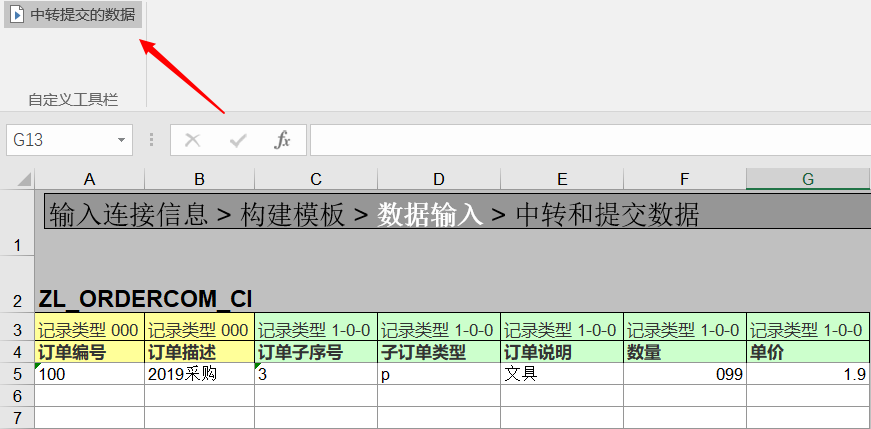 中转提交的数据
自定义工具栏
G13 fx
A B C D E F G
1 输入连接信息 > 构建模板 > 数据输入 > 中转和提交数据
2 ZL_ORDERCOM_CI
3 记录类型 000 记录类型 000 记录类型 1-0-0 记录类型 1-0-0 记录类型 1-0-0 记录类型 1-0-0 记录类型 1-0-0
4 订单编号 订单描述 订单子序号 子订单类型 订单说明 数量 单价
5 100 2019采购 3 p 文具 099 1.9
6
7